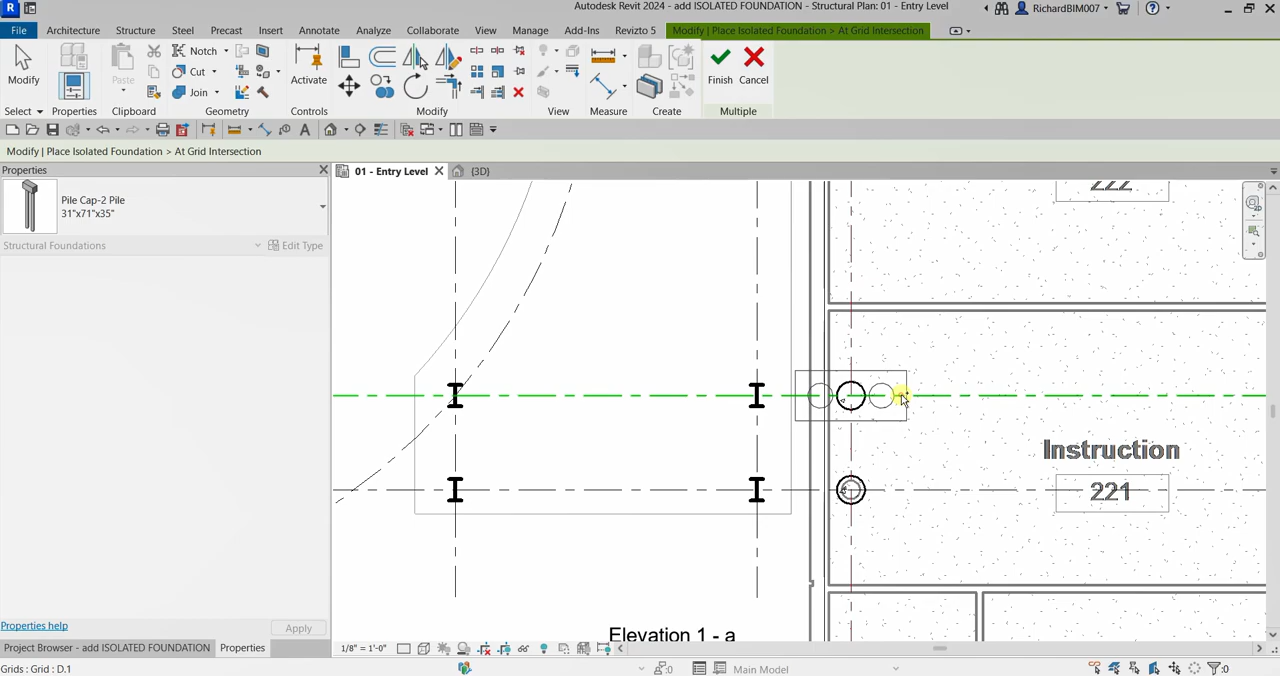 Autodesk Revit 2024 - add ISOLATED FOUNDATION - Structural Plan: 01 - Entry Level
RichardBIM007
File Architecture Structure Steel Precast Insert Annotate Analyze Collaborate View Manage Add-Ins Revizto 5 Modify | Place Isolated Foundation > At Grid Intersection
Modify Paste Notch Cut Join Activate Finish Cancel
Select Properties Clipboard Geometry Controls Modify View Measure Create Multiple
Modify | Place Isolated Foundation > At Grid Intersection
Properties
01 - Entry Level
{3D}
Pile Cap-2 Pile
31"x71"x35"
Structural Foundations
Edit Type
222
Instruction
221
Elevation 1 - a
Properties help
Apply
Project Browser - add ISOLATED FOUNDATION
Properties
1/8" = 1'-0"
Grids : Grid : D.1
:0
Main Model
:0